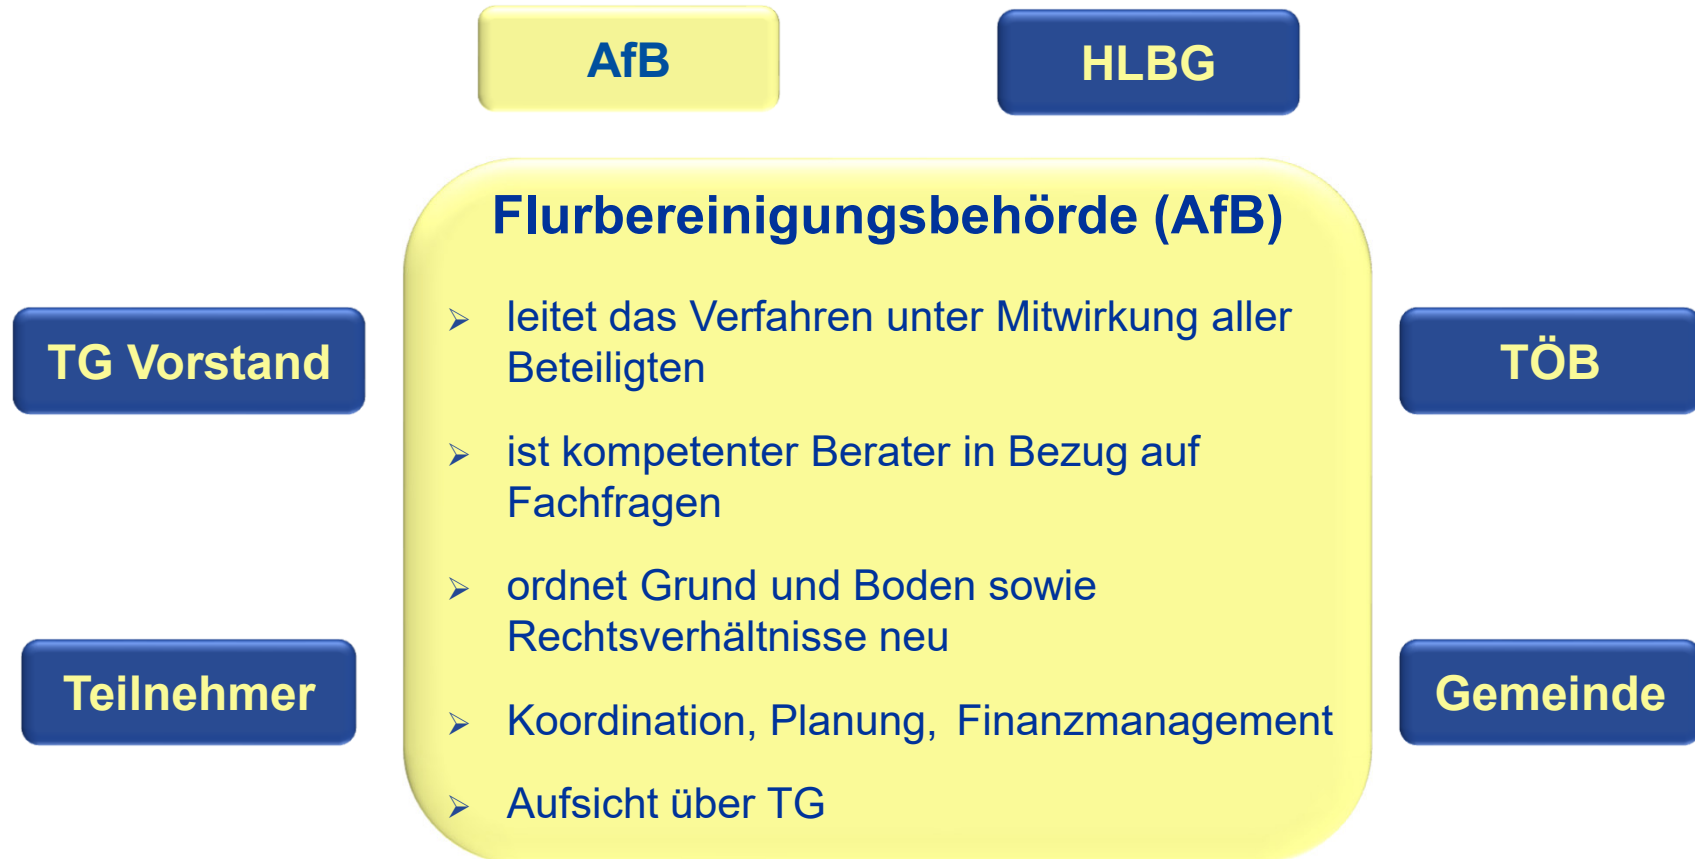 AfB
HLBG
Flurbereinigungsbehörde (AfB)
➢ leitet das Verfahren unter Mitwirkung aller
Beteiligten
TG Vorstand
TÖB
➢ ist kompetenter Berater in Bezug auf
Fachfragen
➢ ordnet Grund und Boden sowie
Rechtsverhältnisse neu
Teilnehmer
Gemeinde
➢ Koordination, Planung, Finanzmanagement
➢ Aufsicht über TG